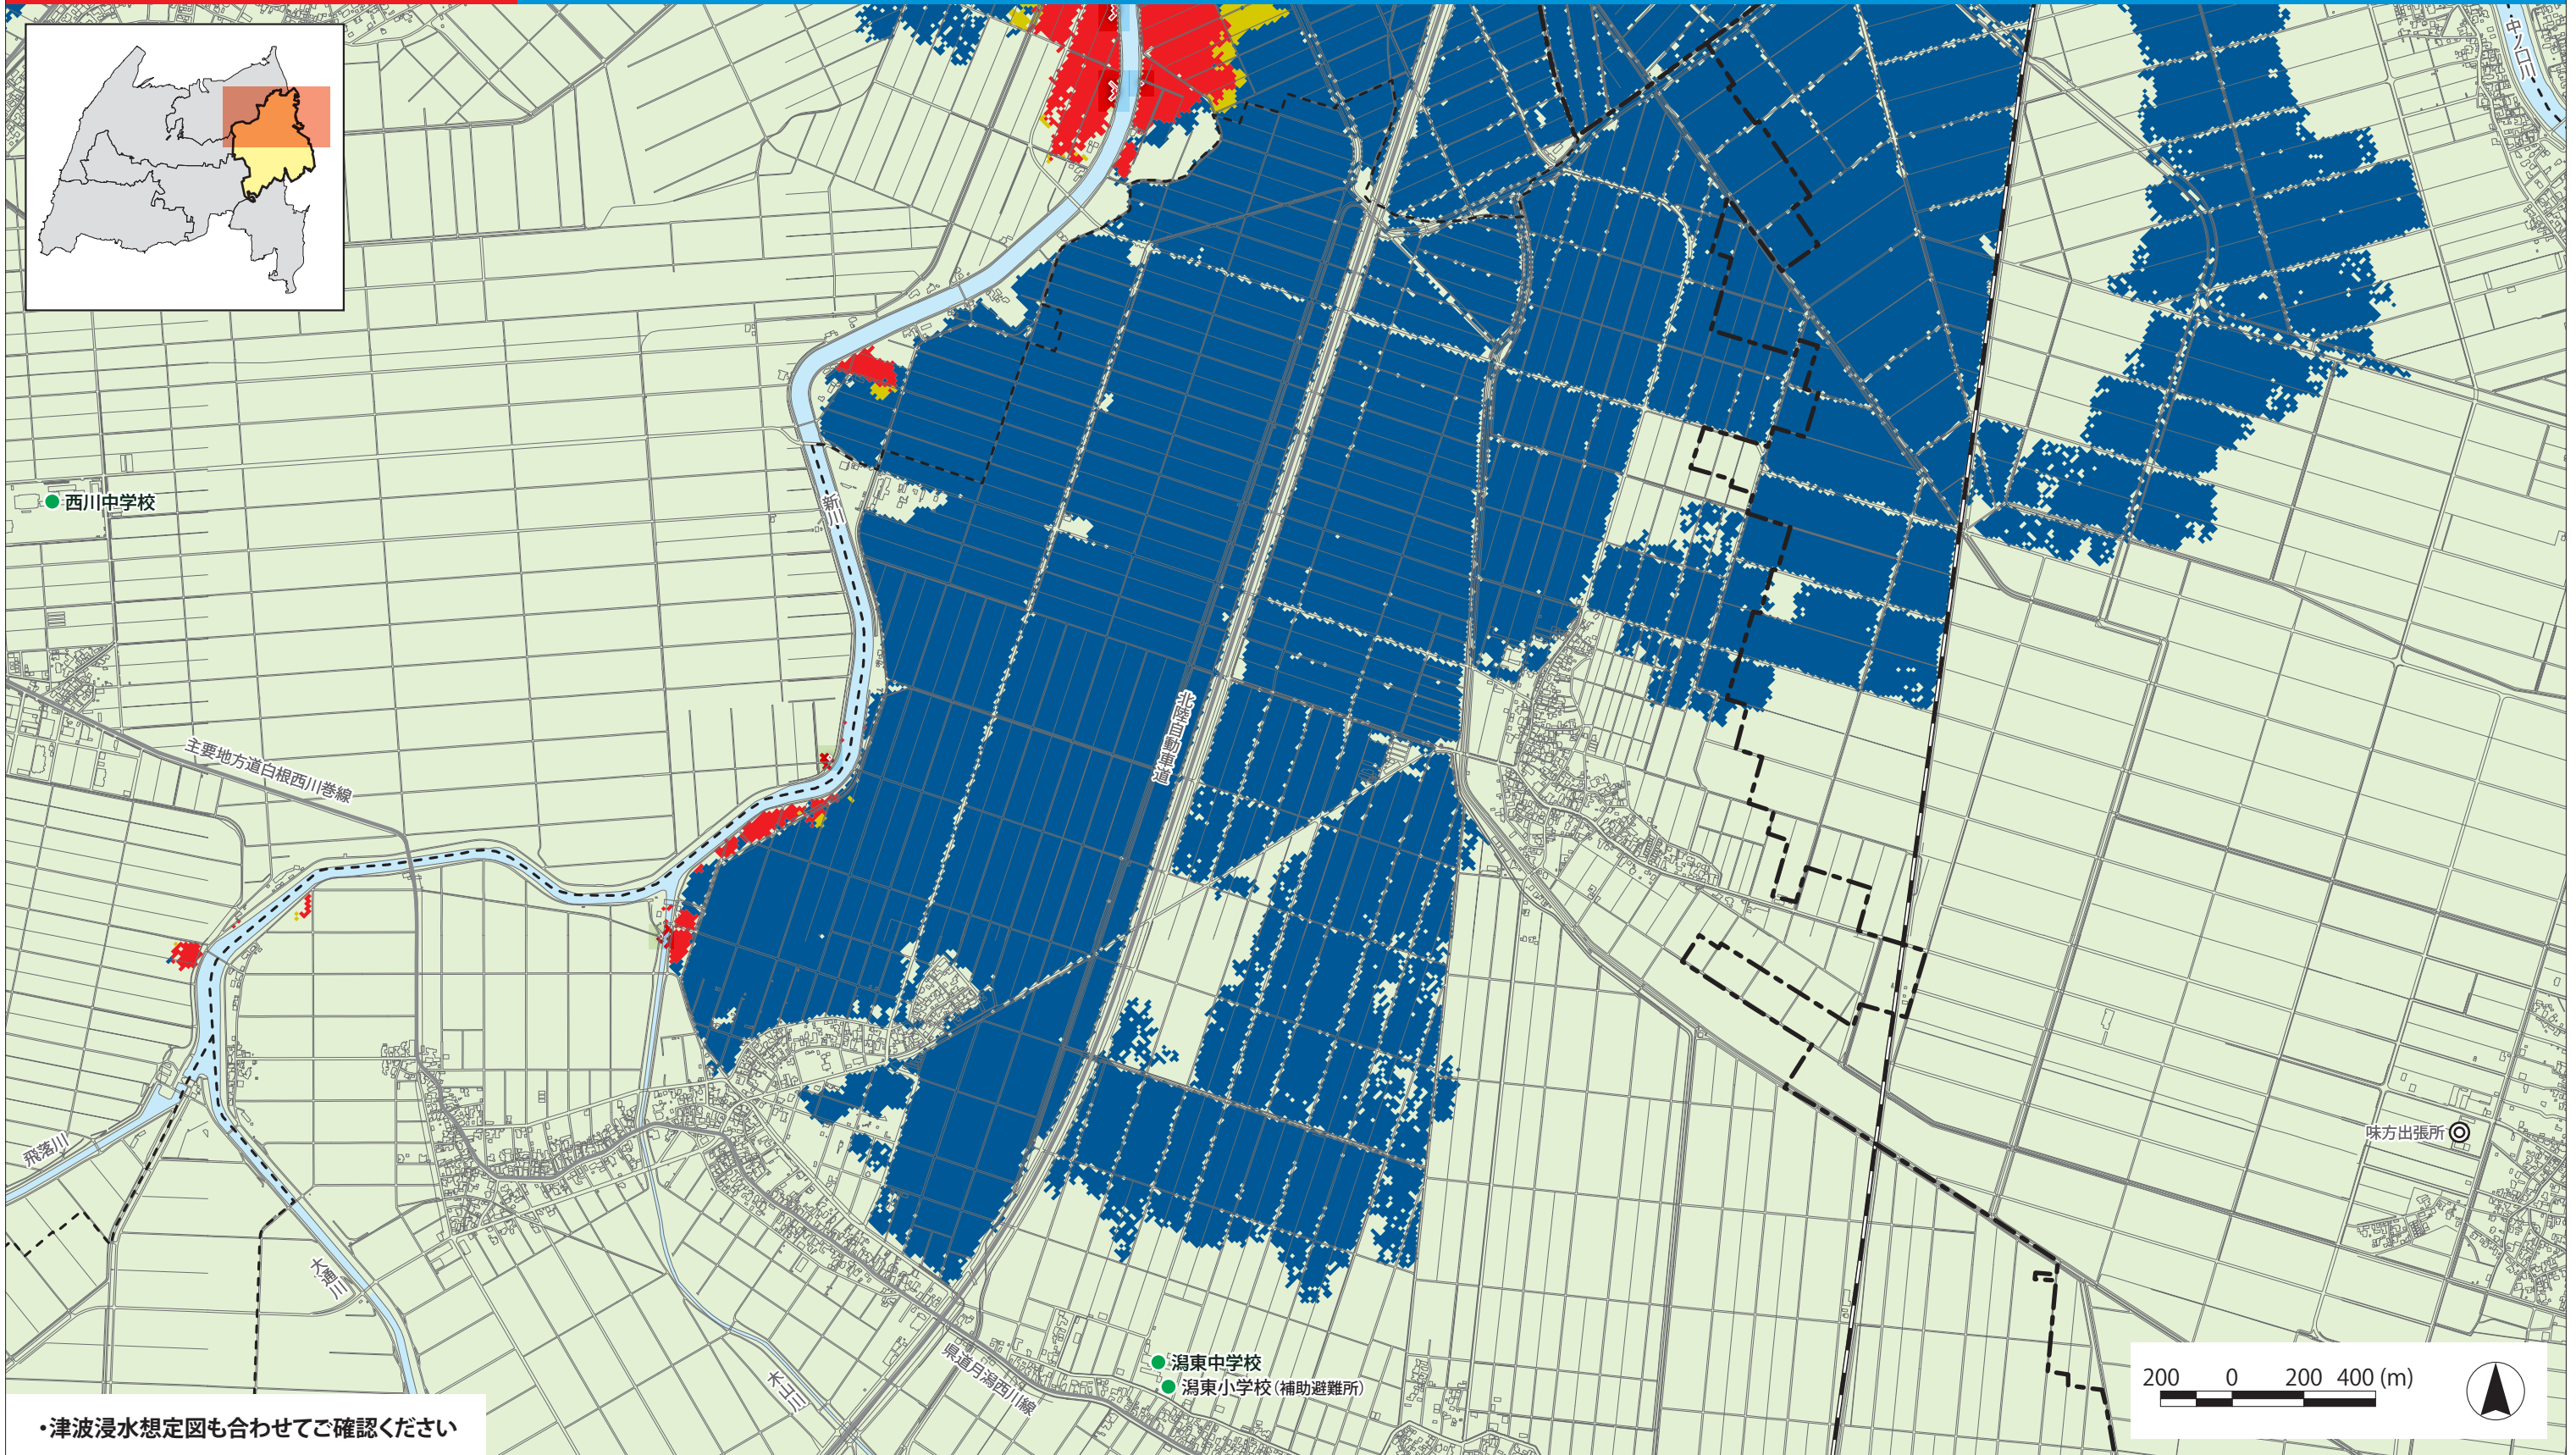 中ノ口川
西川中学校
新川
北陸自動車道
主要地方道白根西川巻線
飛落川
味方出張所
大通川
木山川
県道月潟西川線
潟東中学校
潟東小学校(補助避難所)
200 0 200 400 (m)
・津波浸水想定図も合わせてご確認ください